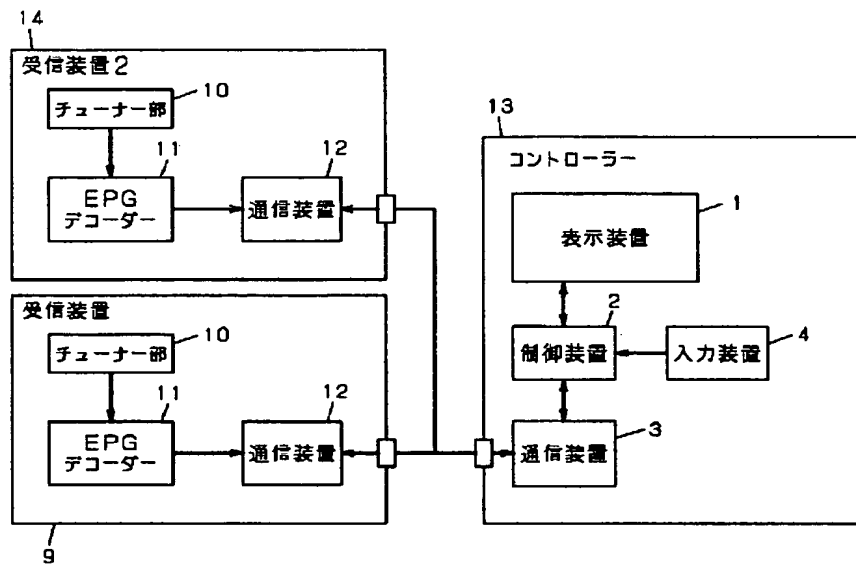 14
受信装置2
10
チューナー部
11
12
EPG
デコーダー
通信装置
受信装置
10
チューナー部
11
12
EPG
デコーダー
通信装置
9
13
コントローラー
1
表示装置
2
4
制御装置
入力装置
3
通信装置